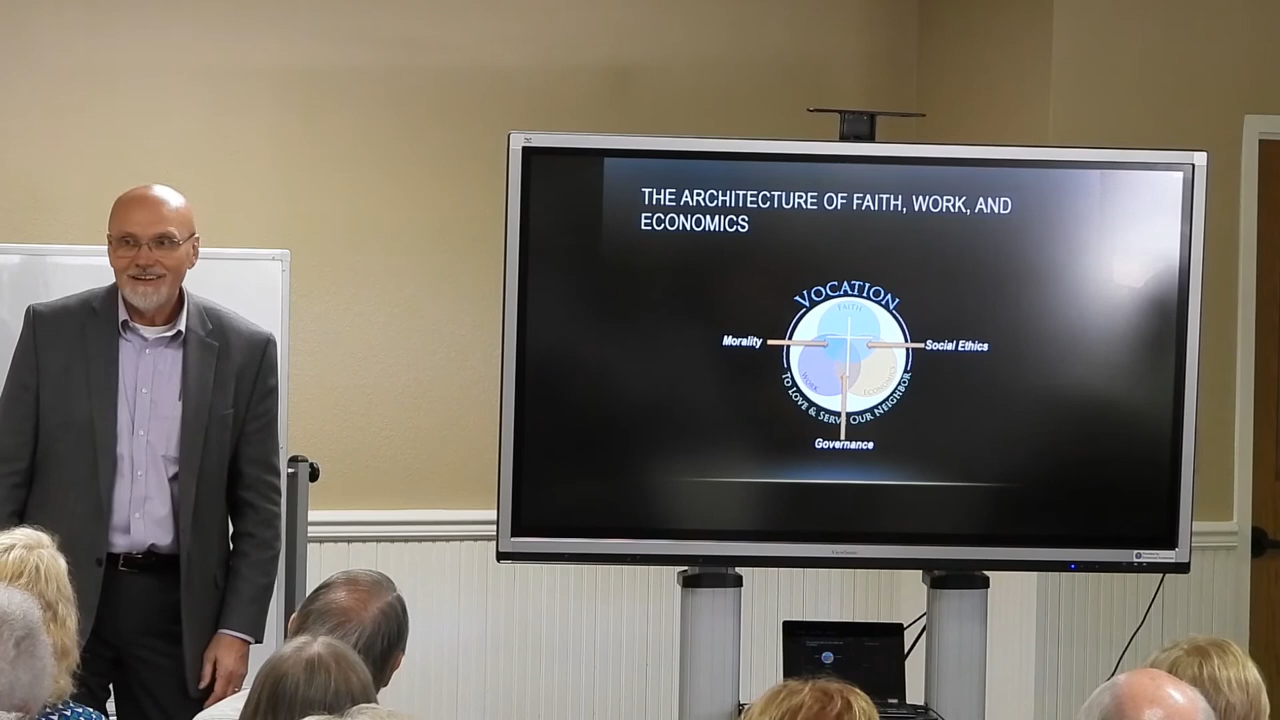 THE ARCHITECTURE OF FAITH, WORK, AND
ECONOMICS
VOCATION
FAITH
Morality
Social Ethics
WORK
ECONOMICS
TO LOVE & SERVE OUR NEIGHBOR
Governance
ViewSonic